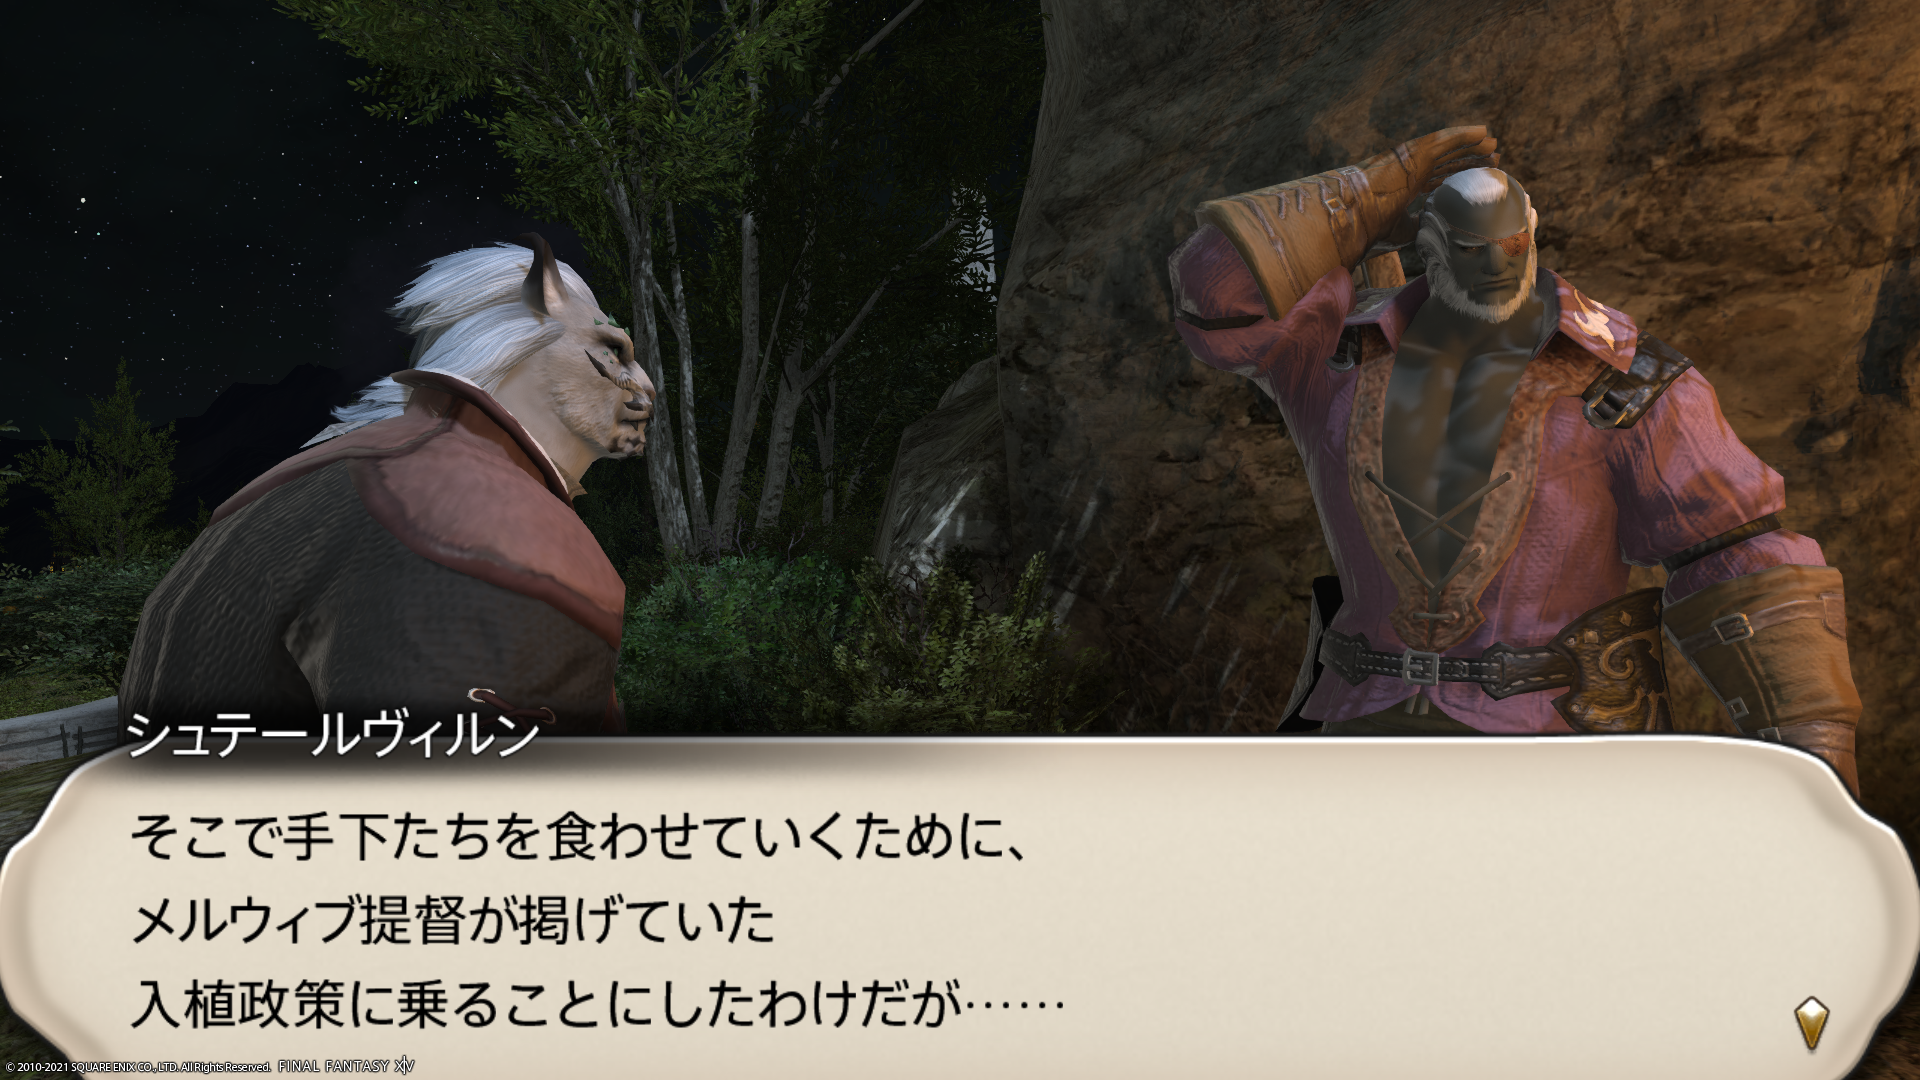 シュテールヴィルン
そこで手下たちを食わせていくために、
メルウィブ提督が掲げていた
入植政策に乗ることにしたわけだが……
© 2010-2021 SQUARE ENIX CO., LTD. All Rights Reserved. FINAL FANTASY XIV